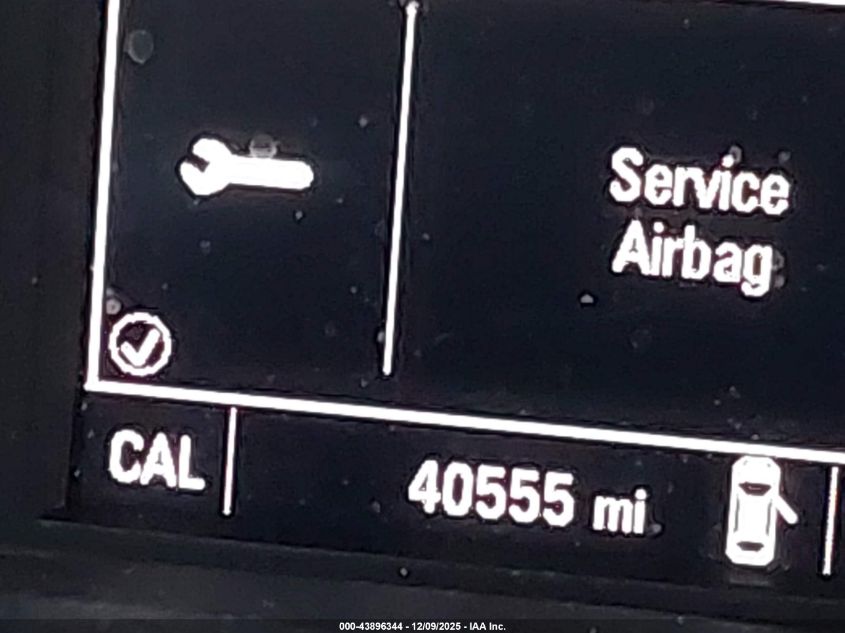 Service
Airbag
CAL
40555 mi
000-43896344 - 12/09/2025 - IAA Inc.